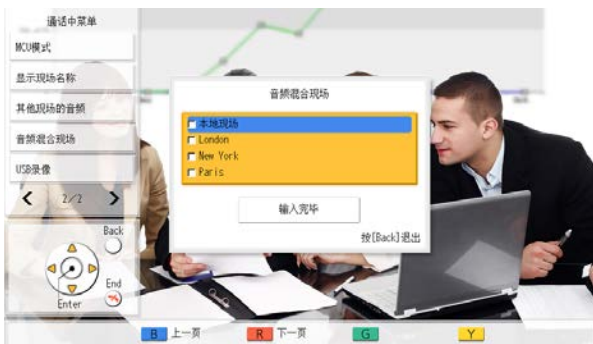 通话中菜单
MCU模式
显示现场名称
其他现场的音频
音频混合现场
USB录像
2/2
Back
Enter
End
音频混合现场
本地现场
London
New York
Paris
输入完毕
按[Back]退出
B 上一页 R 下一页 G Y